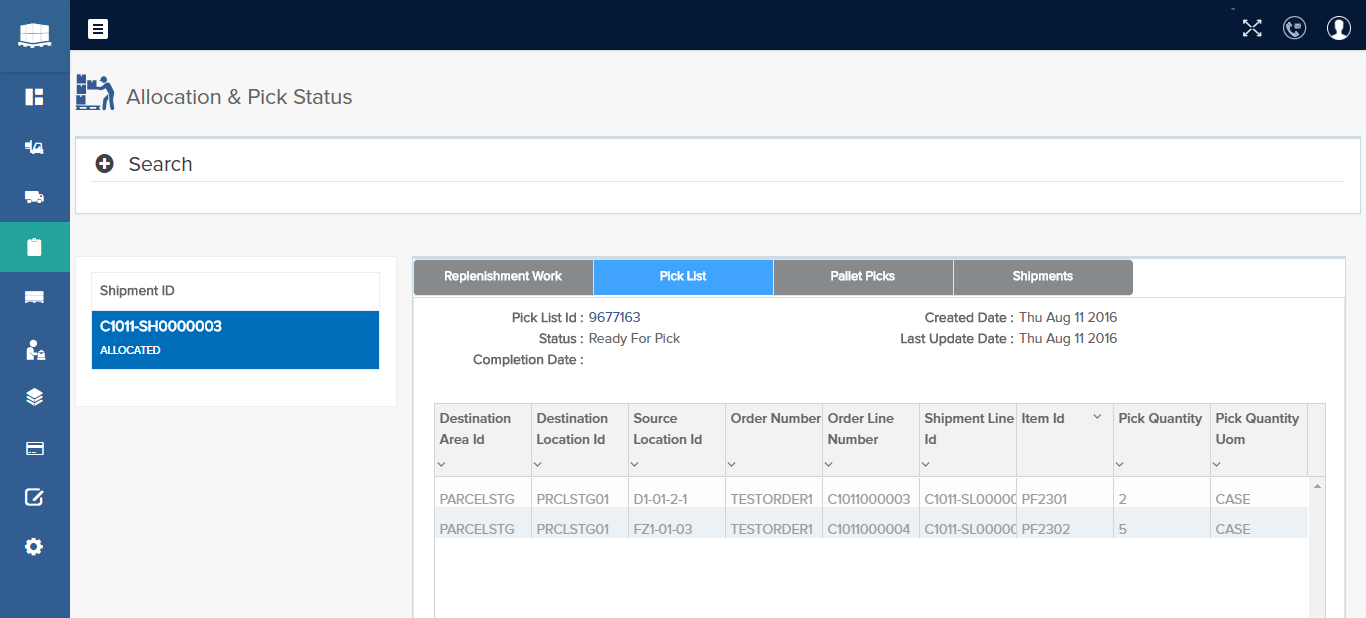 Allocation & Pick Status
Search
Shipment ID
C1011-SH0000003
ALLOCATED
Replenishment Work Pick List Pallet Picks Shipments
Pick List Id : 9677163 Created Date : Thu Aug 11 2016
Status : Ready For Pick Last Update Date : Thu Aug 11 2016
Completion Date :
Destination Destination Source Order Number Order Line Shipment Line Item Id Pick Quantity Pick Quantity
Area Id Location Id Location Id Number Id Uom
PARCELSTG PRCLSTG01 D1-01-2-1 TESTORDER1 C1011000003 C1011-SL00000 PF2301 2 CASE
PARCELSTG PRCLSTG01 FZ1-01-03 TESTORDER1 C1011000004 C1011-SL00000 PF2302 5 CASE